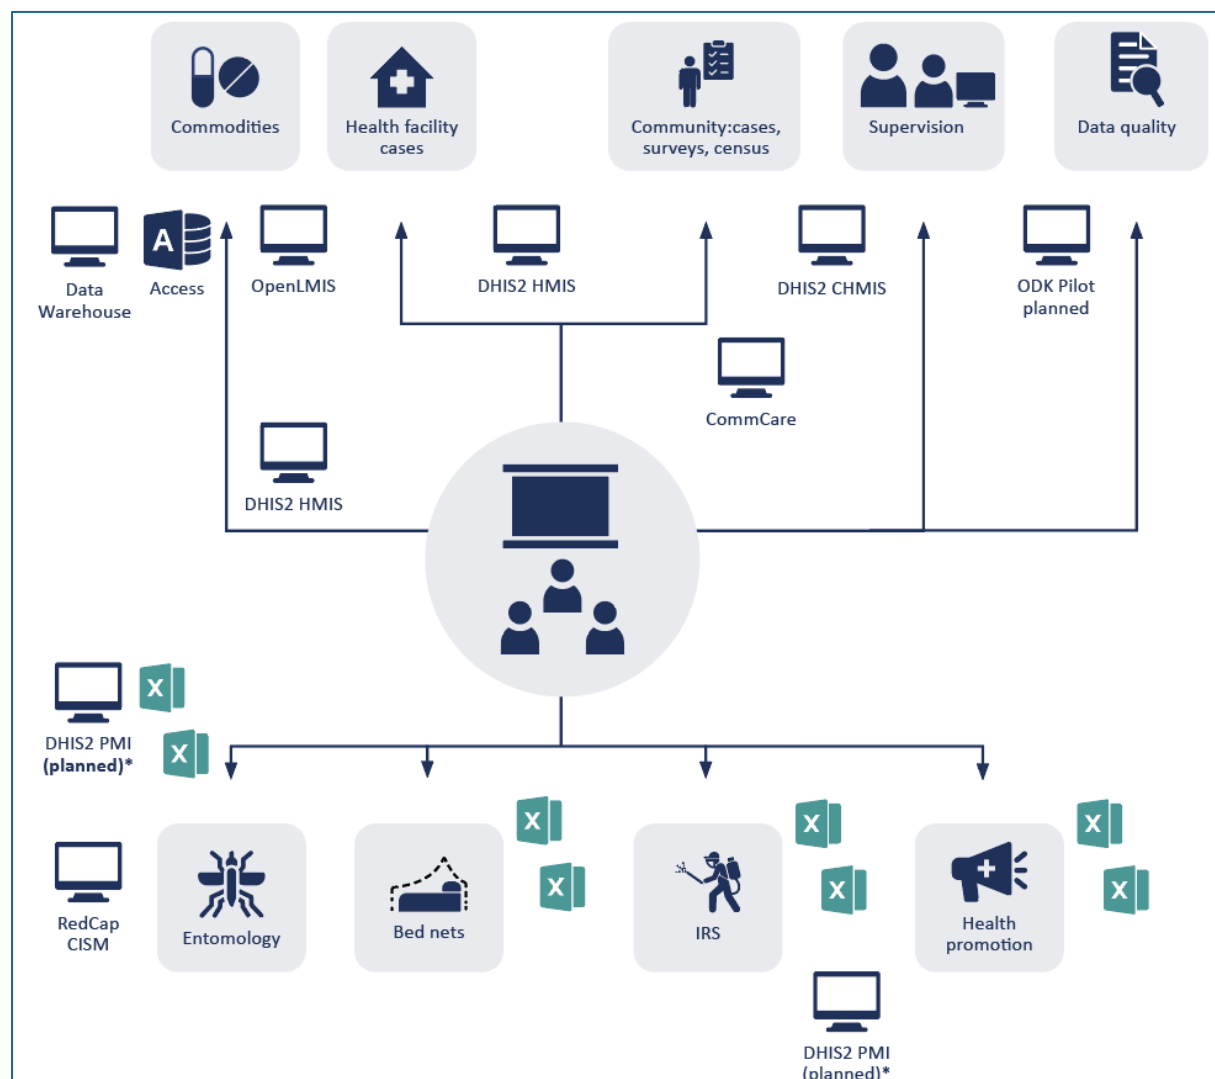 Commodities
Health facility
cases
Community:cases,
surveys, census
Supervision
Data quality
Data
Warehouse
A
Access
OpenLMIS
DHIS2 HMIS
DHIS2 CHMIS
ODK Pilot
planned
CommCare
DHIS2 HMIS
X
DHIS2 PMI
(planned)*
X
RedCap
CISM
Entomology
Bed nets
X
X
IRS
X
X
Health
promotion
X
X
DHIS2 PMI
(planned)*